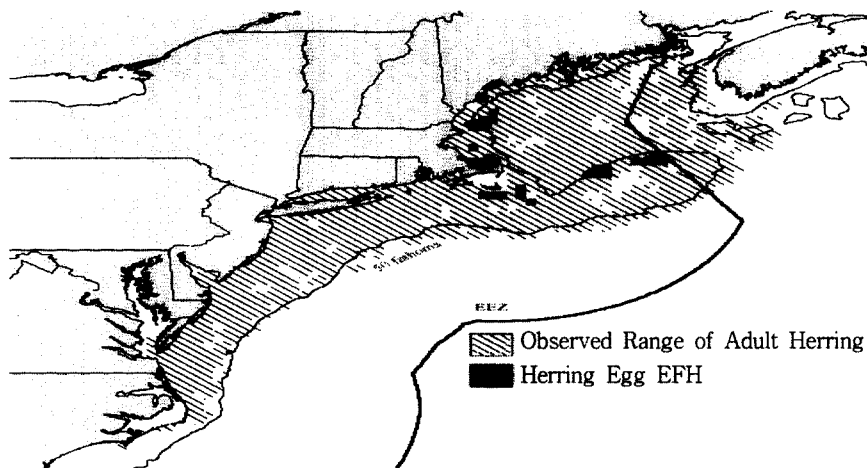 50 fathoms
EEZ
Observed Range of Adult Herring
Herring Egg EFH